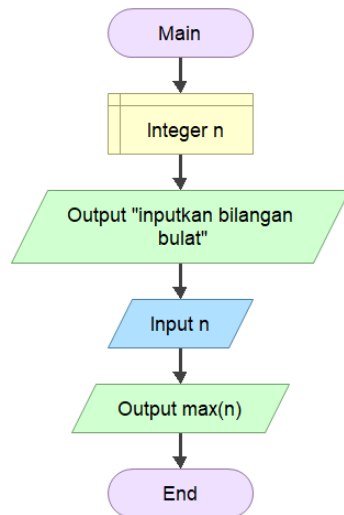 Main
Integer n
Output "inputkan bilangan
bulat"
Input n
Output max(n)
End